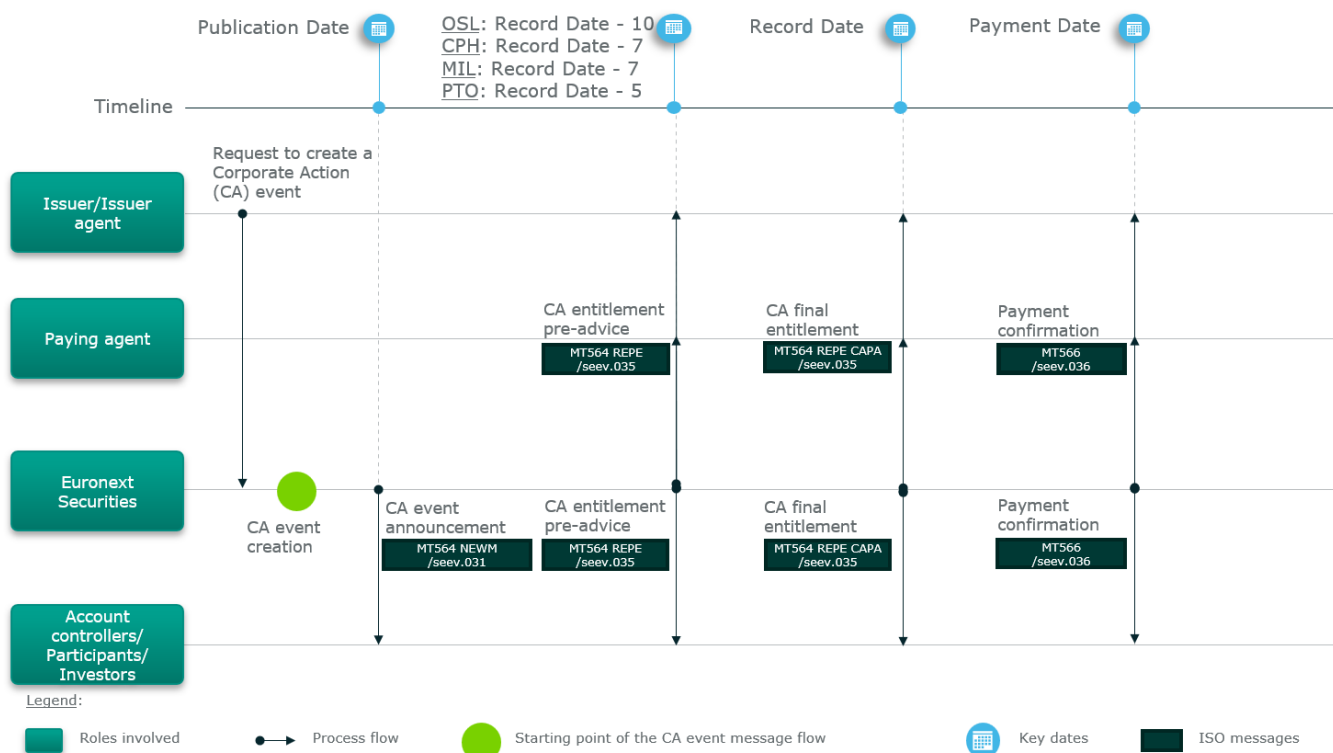 Publication Date
OSL: Record Date - 10
CPH: Record Date - 7
MIL: Record Date - 7
PTO: Record Date - 5
Record Date
Payment Date
Timeline
Request to create a
Corporate Action
(CA) event
Issuer/Issuer
agent
Paying agent
CA entitlement
pre-advice
MT564 REPE
/seev.035
CA final
entitlement
MT564 REPE CAPA
/seev.035
Payment
confirmation
MT566
/seev.036
Euronext
Securities
CA event
creation
CA event
announcement
MT564 NEWM
/seev.031
CA entitlement
pre-advice
MT564 REPE
/seev.035
CA final
entitlement
MT564 REPE CAPA
/seev.035
Payment
confirmation
MT566
/seev.036
Account
controllers/
Participants/
Investors
Legend:
Roles involved
Process flow
Starting point of the CA event message flow
Key dates
ISO messages